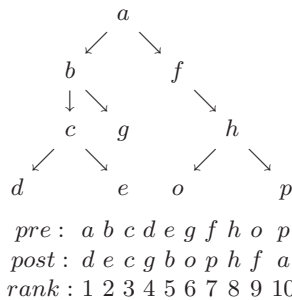 a
b f
c g h
d e o p
pre : a b c d e g f h o p
post : d e c g b o p h f a
rank : 1 2 3 4 5 6 7 8 9 10